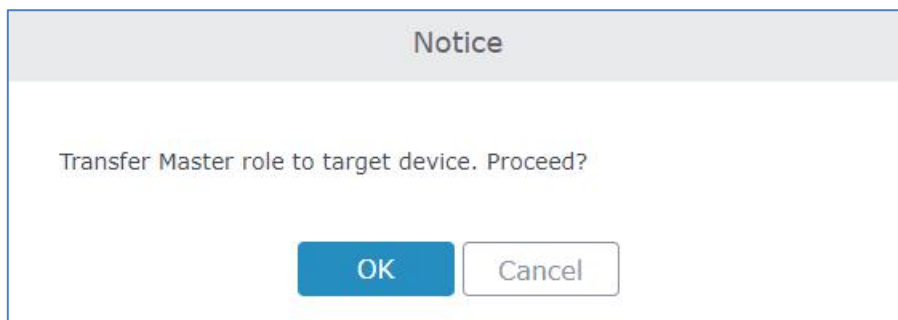 Notice
Transfer Master role to target device. Proceed?
OK Cancel